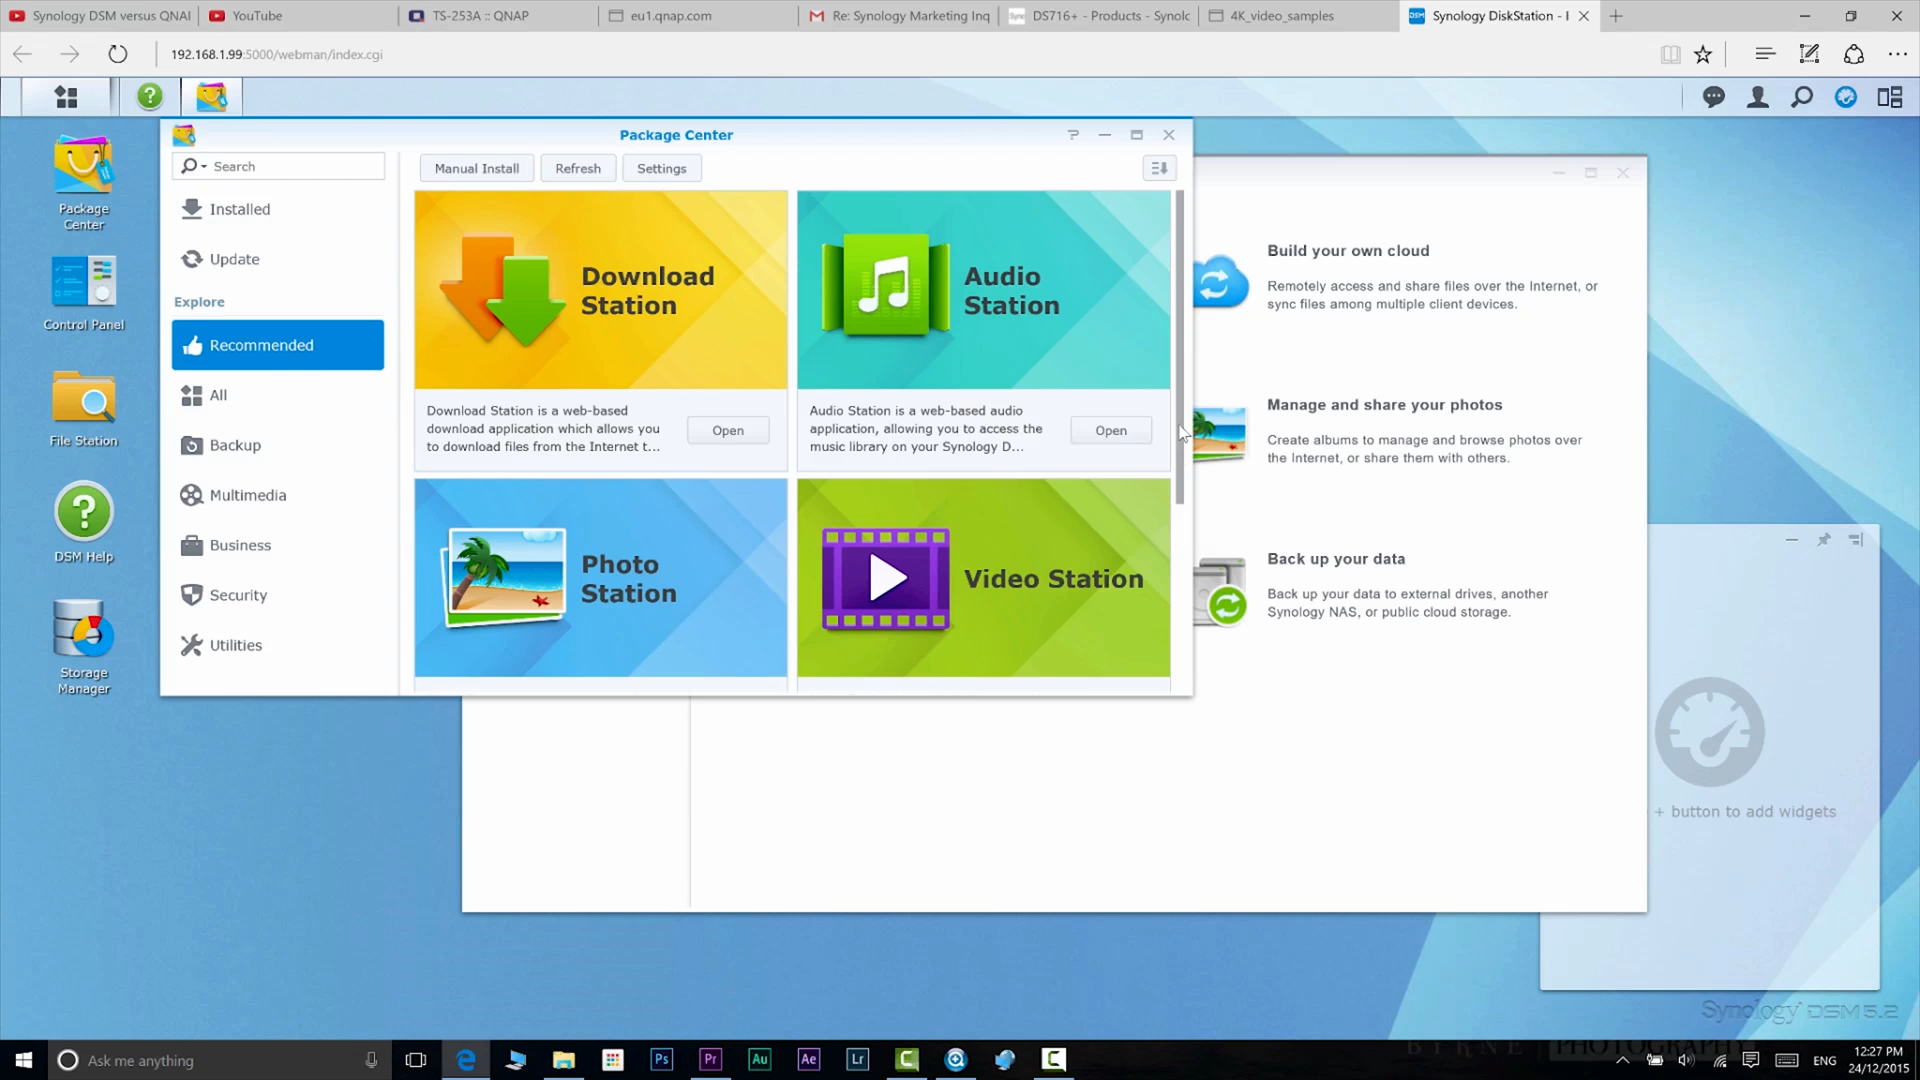 Synology DSM versus QNAI
YouTube
TS-253A :: QNAP
eu1.qnap.com
Re: Synology Marketing Inq
DS716+ - Products - Synolc
4K_video_samples
Synology DiskStation - I
192.168.1.99:5000/webman/index.cgi
Package Center
Search
Manual Install
Refresh
Settings
Installed
Update
Explore
Recommended
All
Backup
Multimedia
Business
Security
Utilities
Download
Station
Download Station is a web-based
download application which allows you
to download files from the Internet t...
Open
Audio
Station
Audio Station is a web-based audio
application, allowing you to access the
music library on your Synology D...
Open
Photo
Station
Video Station
Package
Center
Control Panel
File Station
DSM Help
Storage
Manager
Build your own cloud
Remotely access and share files over the Internet, or
sync files among multiple client devices.
Manage and share your photos
Create albums to manage and browse photos over
the Internet, or share them with others.
Back up your data
Back up your data to external drives, another
Synology NAS, or public cloud storage.
+ button to add widgets
Synology DSM 5.2
Ask me anything
Ps
Pr
Au
Ae
Lr
BYRNE PHOTOGRAPHY
ENG
12:27 PM
24/12/2015